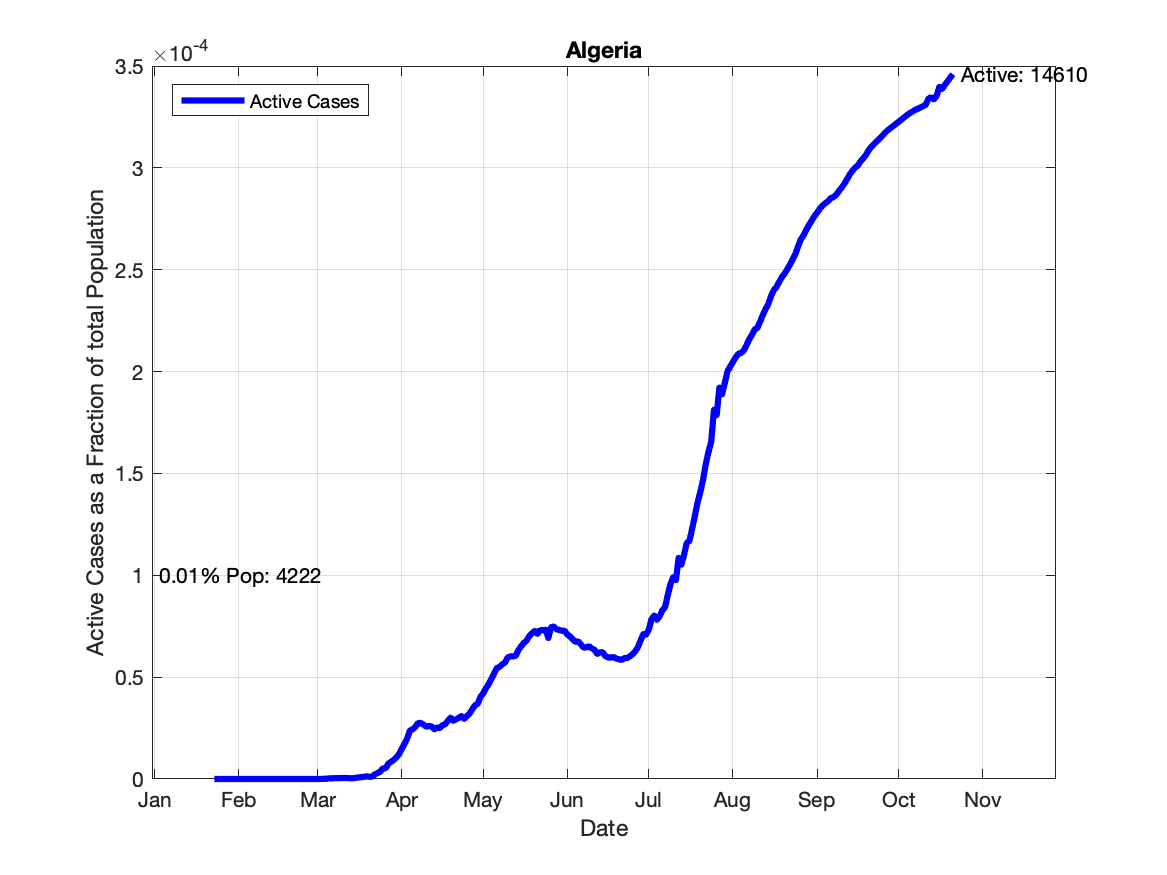 Algeria
×10-4
3.5
3
2.5
2
1.5
1
0.5
0
Active Cases as a Fraction of total Population
Active Cases
Active: 14610
0.01% Pop: 4222
Jan Feb Mar Apr May Jun Jul Aug Sep Oct Nov
Date